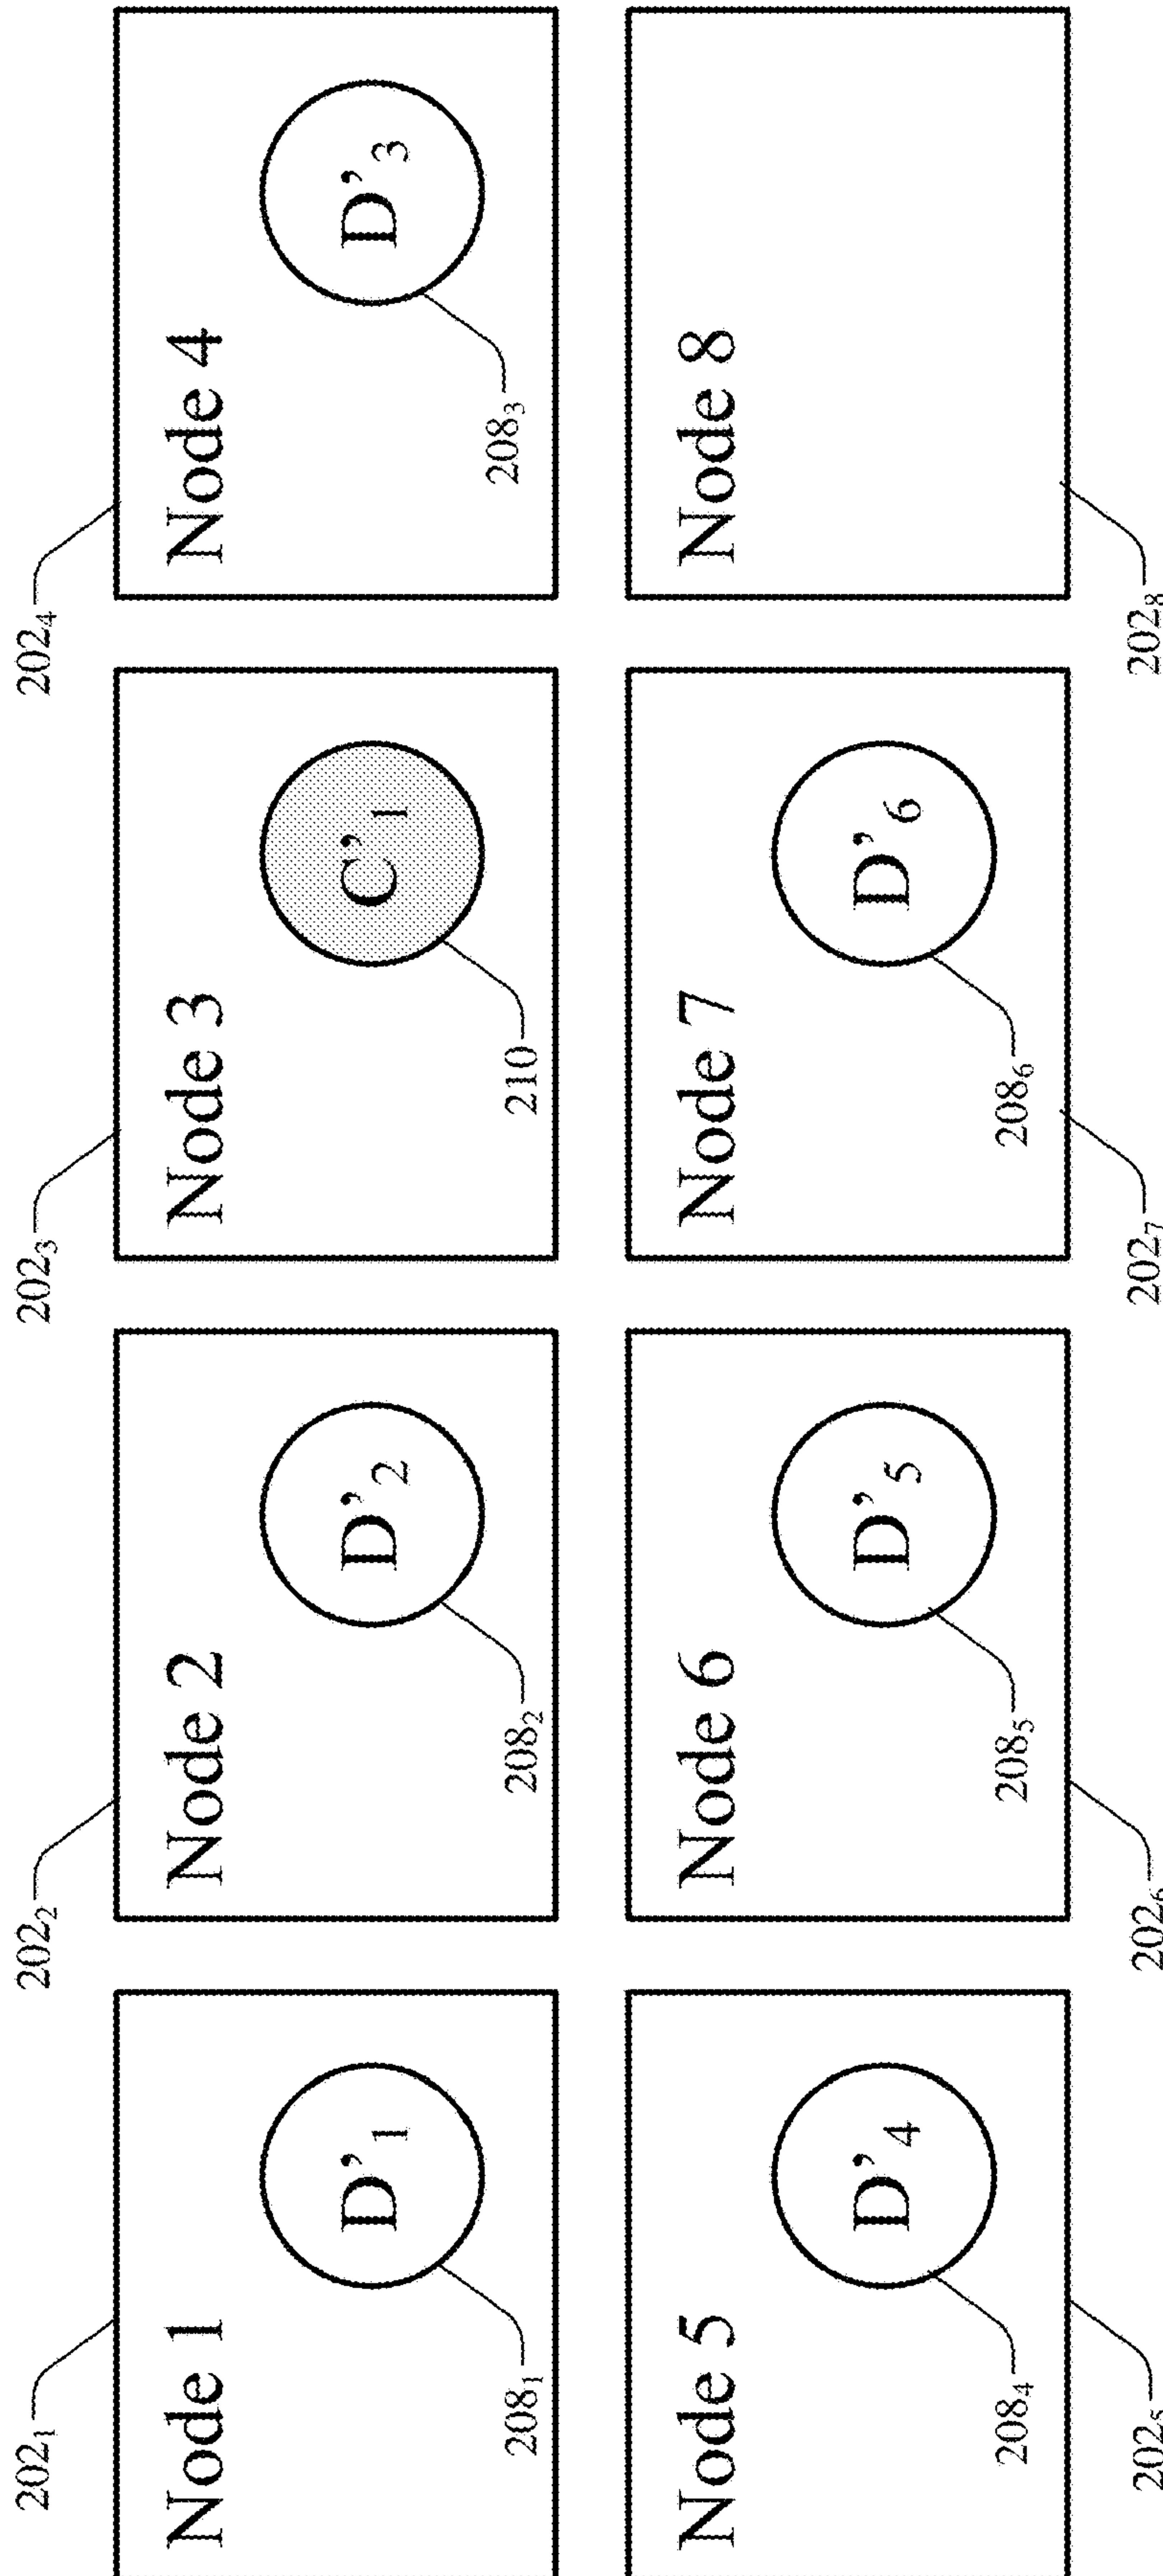 202₁
202₂
202₃
202₄
Node 1
Node 2
Node 3
Node 4
D’₁
D’₂
C’₁
D’₃
208₁
208₂
210
208₃
Node 5
Node 6
Node 7
Node 8
D’₄
D’₅
D’₆
208₄
208₅
208₆
202₅
202₆
202₇
202₈